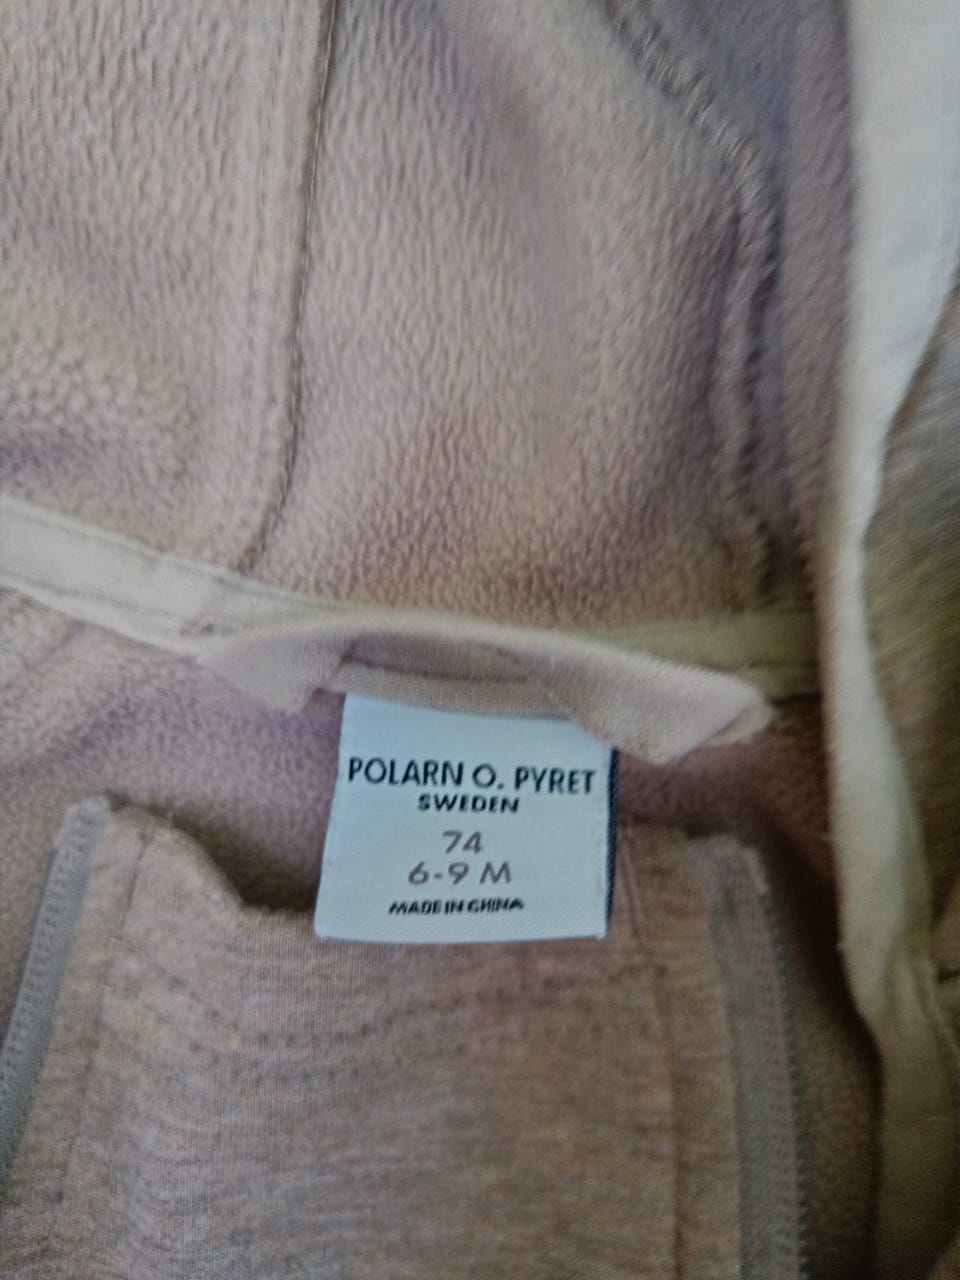 POLARN O. PYRET
SWEDEN
74
6-9 M
MADE IN CHINA